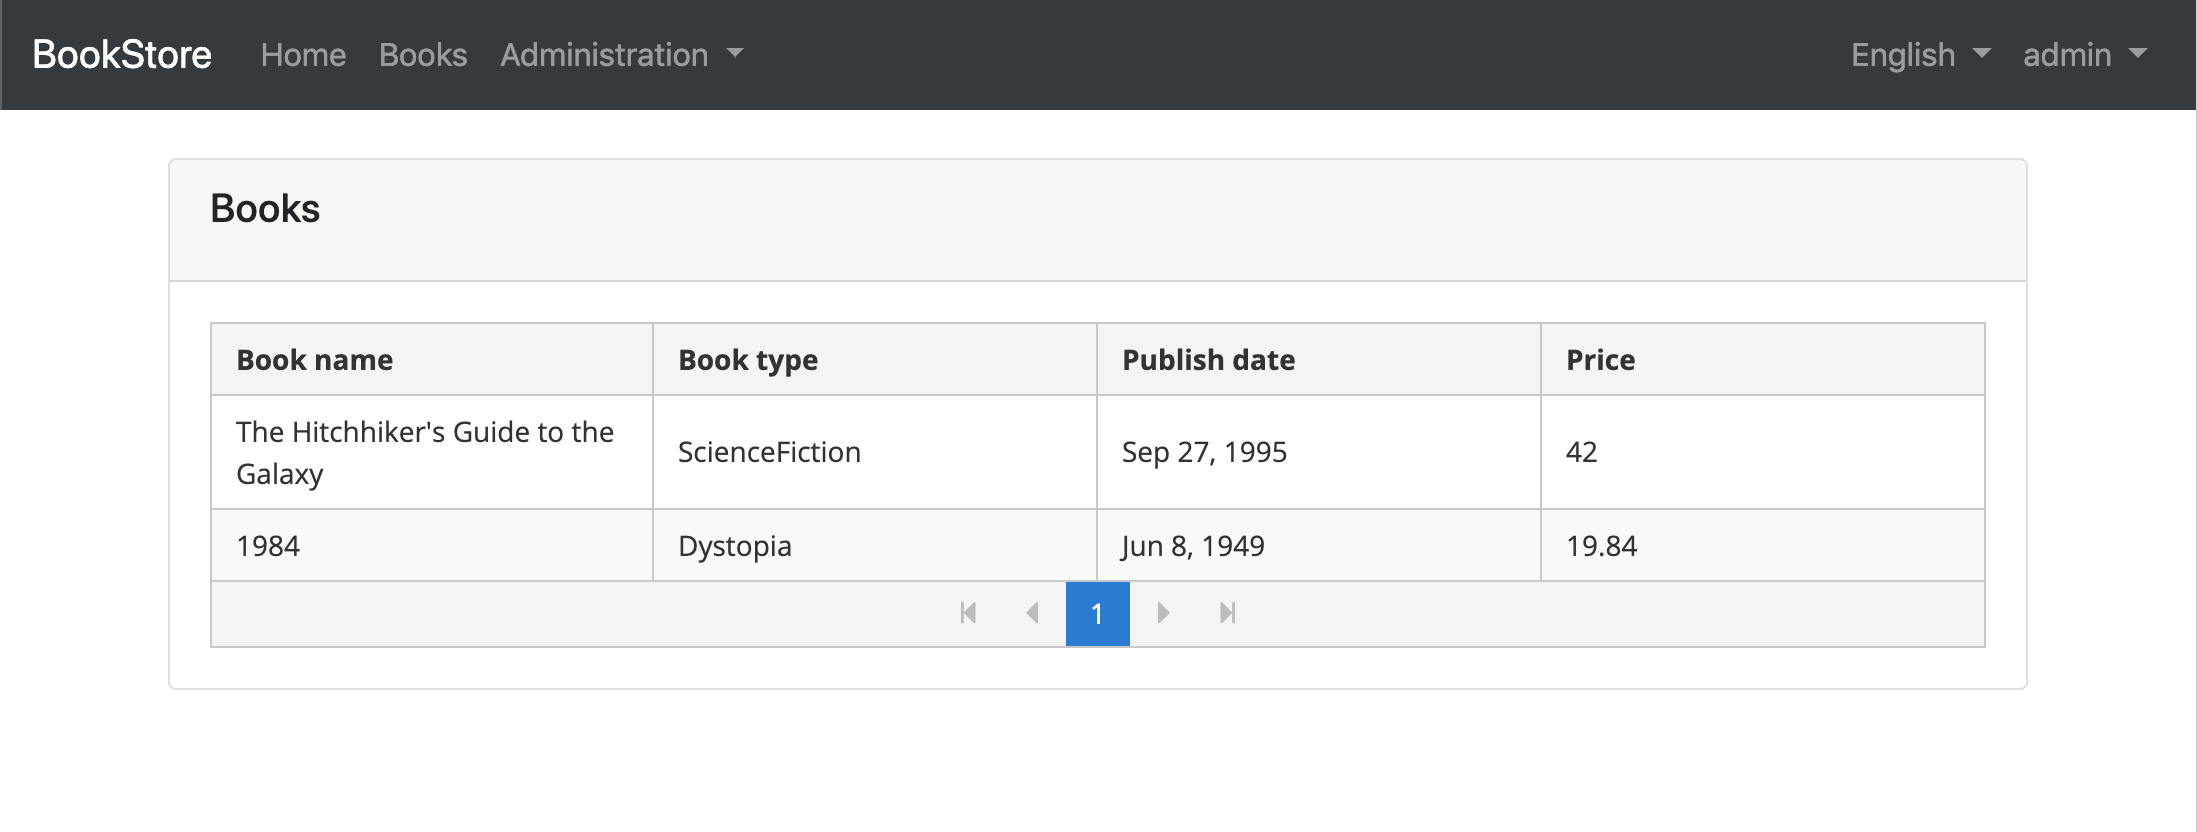 BookStore Home Books Administration English admin
Books
Book name Book type Publish date Price
The Hitchhiker's Guide to the
Galaxy
ScienceFiction Sep 27, 1995 42
1984 Dystopia Jun 8, 1949 19.84
1